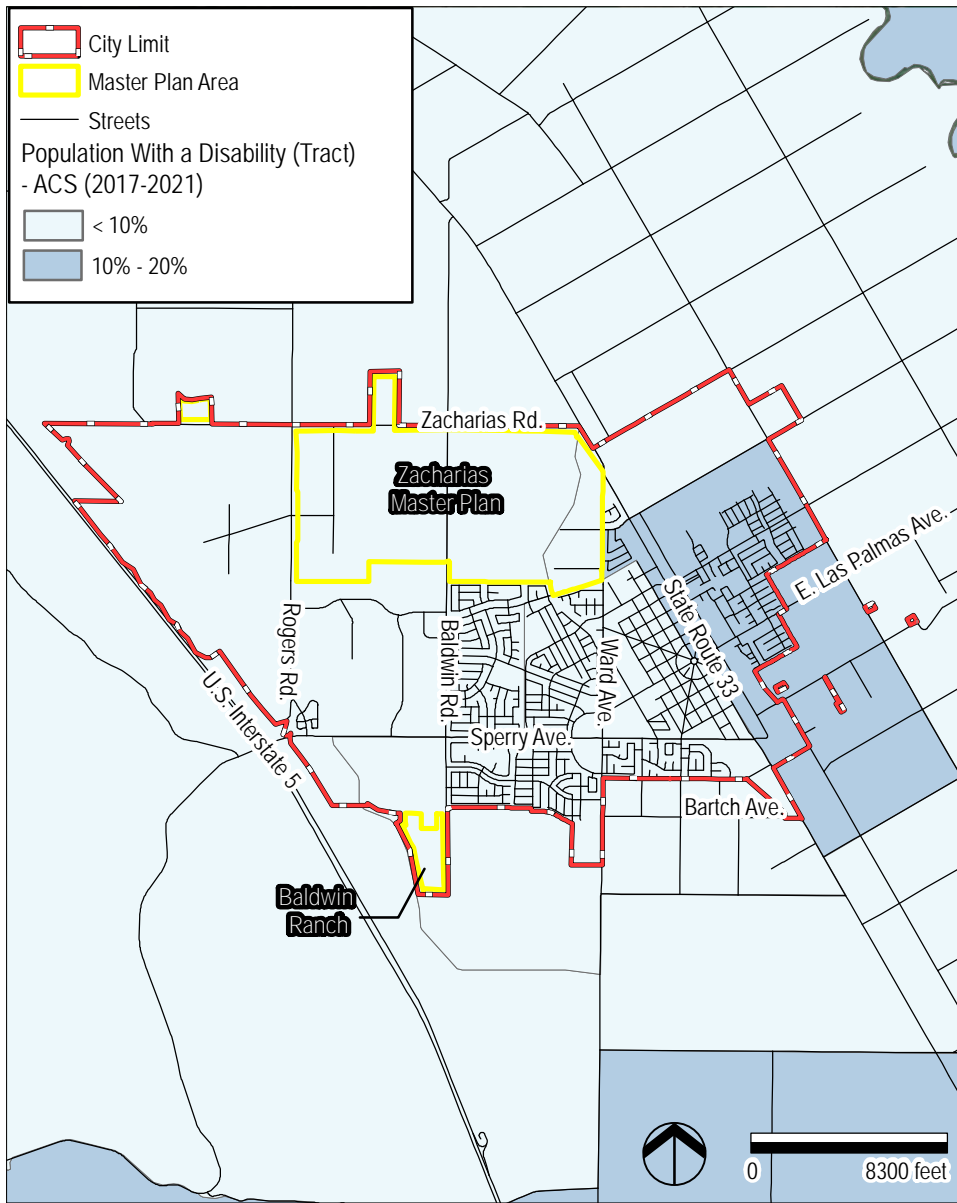 City Limit
Master Plan Area
Streets
Population With a Disability (Tract)
- ACS (2017-2021)
< 10%
10% - 20%
Zacharias Rd.
Zacharias
Master Plan
E. Las Palmas Ave.
State Route 33
Rogers Rd.
Baldwin Rd.
Ward Ave.
U.S. Interstate 5
Sperry Ave.
Bartch Ave.
Baldwin
Ranch
0
8300 feet